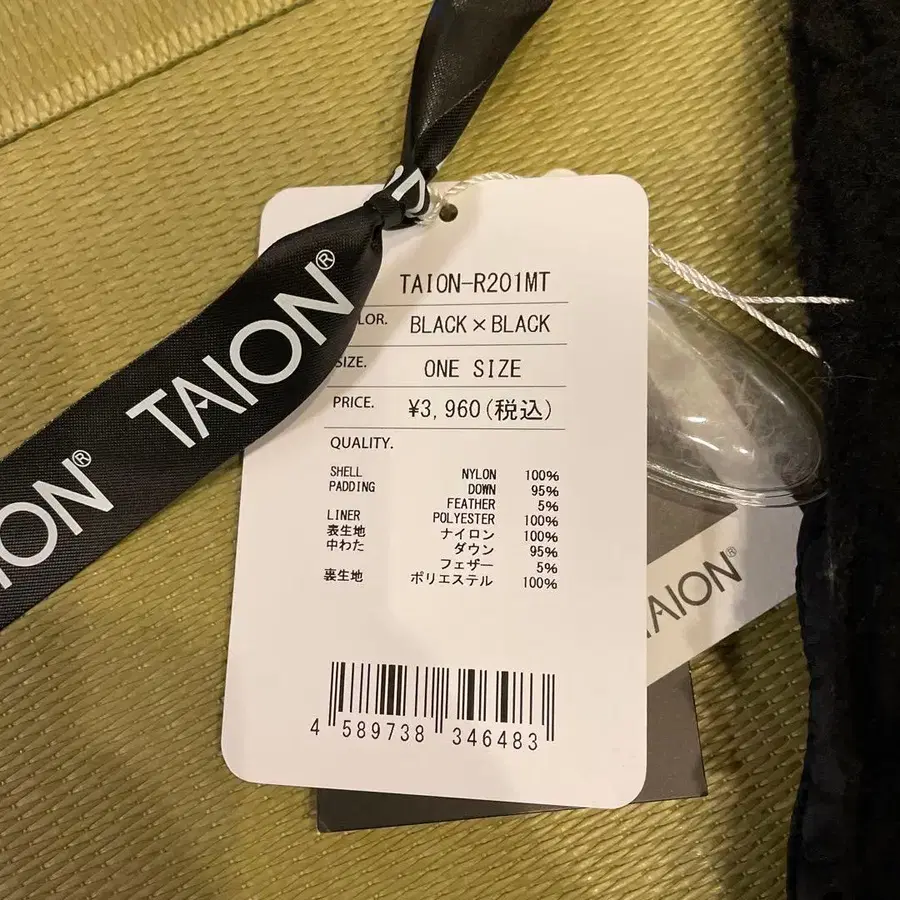 TAION®
TAION-R201MT
BLACK×BLACK
SIZE. ONE SIZE
PRICE. ¥3,960(税込)
QUALITY.
SHELL NYLON 100%
PADDING DOWN 95%
FEATHER 5%
LINER POLYESTER 100%
表生地 ナイロン 100%
中わた ダウン 95%
フェザー 5%
裏生地 ポリエステル 100%
4 589738 346483
TAION®